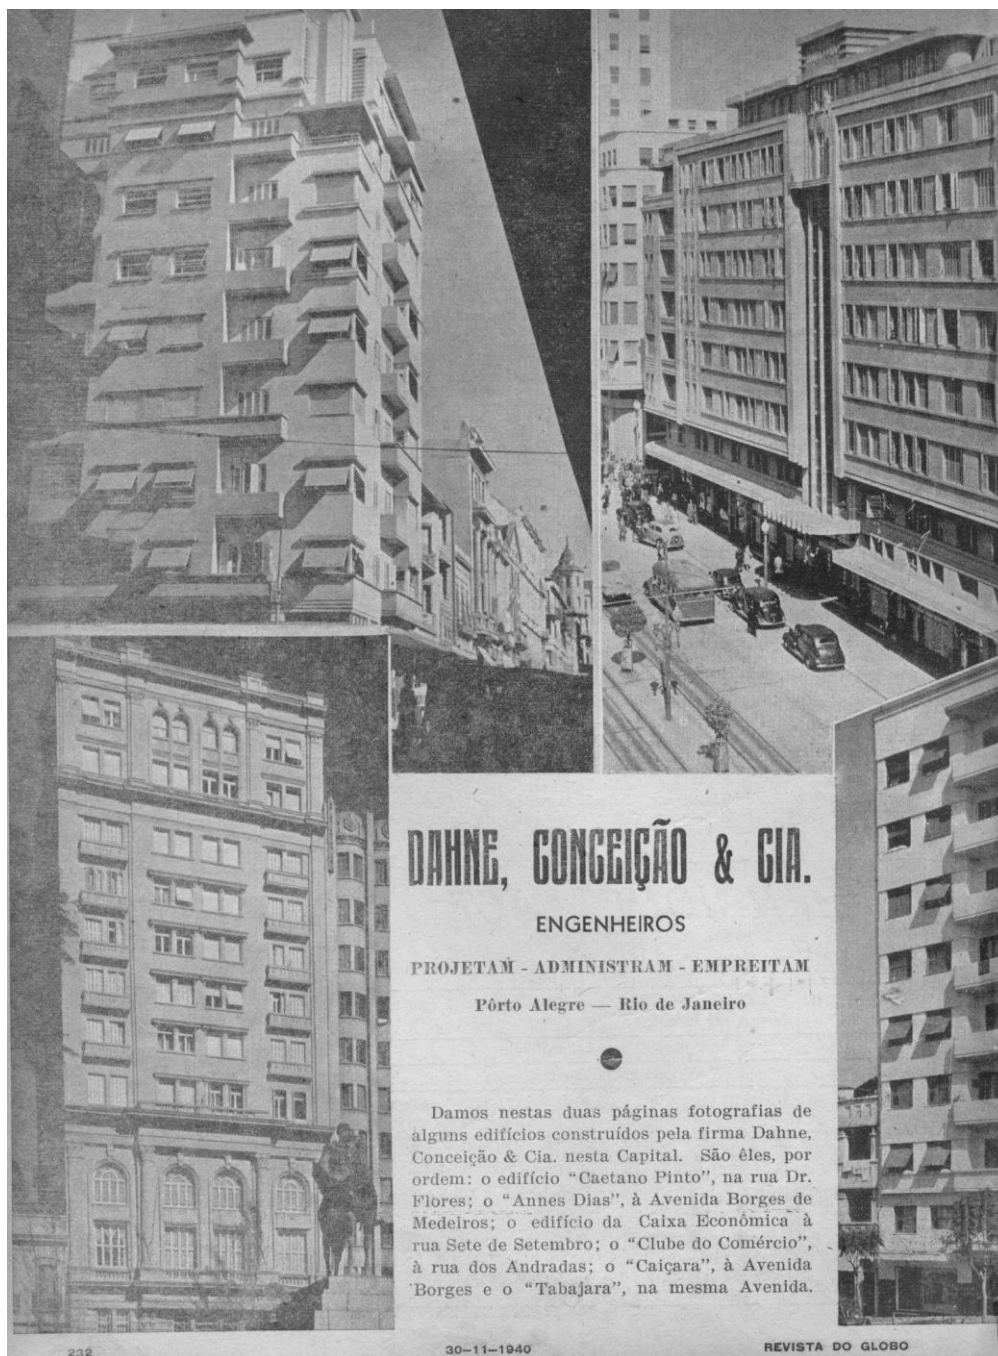 DAHNE, CONCEIÇÃO & CIA.
ENGENHEIROS
PROJETAM - ADMINISTRAM - EMPREITAM
Pôrto Alegre — Rio de Janeiro
Damos nestas duas páginas fotografias de
alguns edifícios construídos pela firma Dahne,
Conceição & Cia. nesta Capital. São êles, por
ordem: o edifício “Caetano Pinto”, na rua Dr.
Flores; o “Annes Dias”, à Avenida Borges de
Medeiros; o edifício da Caixa Econômica à
rua Sete de Setembro; o “Clube do Comércio”,
à rua dos Andradas; o “Caiçara”, à Avenida
Borges e o “Tabajara”, na mesma Avenida.
232
30-11-1940
REVISTA DO GLOBO